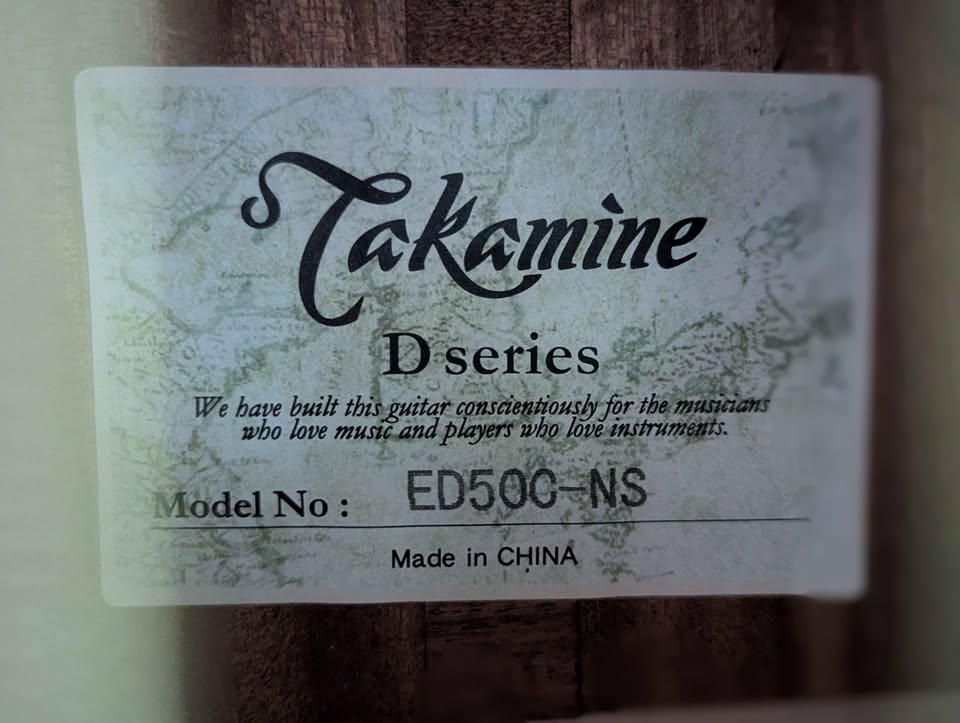 Takamine
D series
We have built this guitar conscientiously for the musicians
who love music and players who love instruments.
Model No : ED50C-NS
Made in CHINA